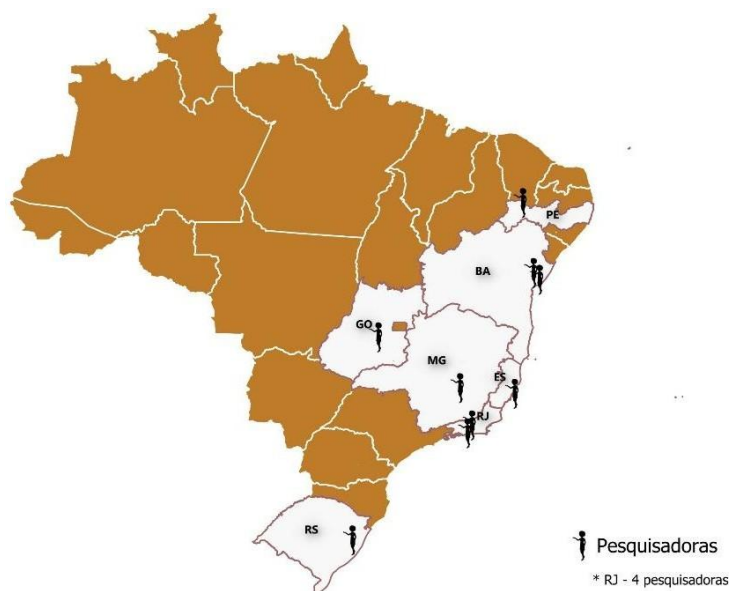 PE
BA
GO
MG
ES
RJ
RS
Pesquisadoras
* RJ - 4 pesquisadoras